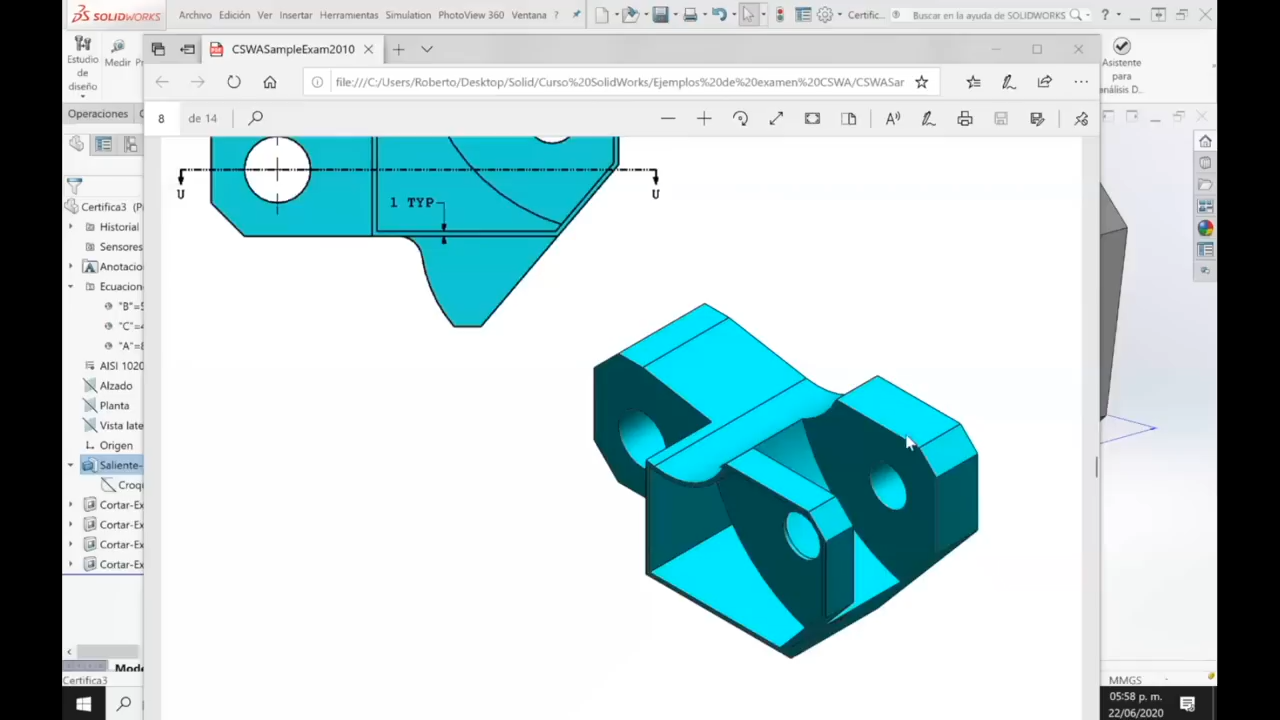 SOLIDWORKS Archivo Edición Ver Insertar Herramientas Simulation PhotoView 360 Ventana ? Certific... Buscar en la ayuda de SOLIDWORKS ?
Estudio
de
diseño
Medir
Operaciones
CSWASampleExam2010
file:///C:/Users/Roberto/Desktop/Solid/Curso%20SolidWorks/Ejemplos%20de%20examen%20CSWA/CSWASar
8 de 14
Asistente
para
análisis D...
Certifica3 (P
Historial
Sensores
Anotacio
Ecuacion
"B"=5
"C"=4
"A"=8
AISI 1020
Alzado
Planta
Vista late
Origen
Saliente-
Croqu
Cortar-Ex
Cortar-Ex
Cortar-Ex
Cortar-Ex
Mode
Certifica3
U U
1 TYP
MMGS
05:58 p. m.
22/06/2020